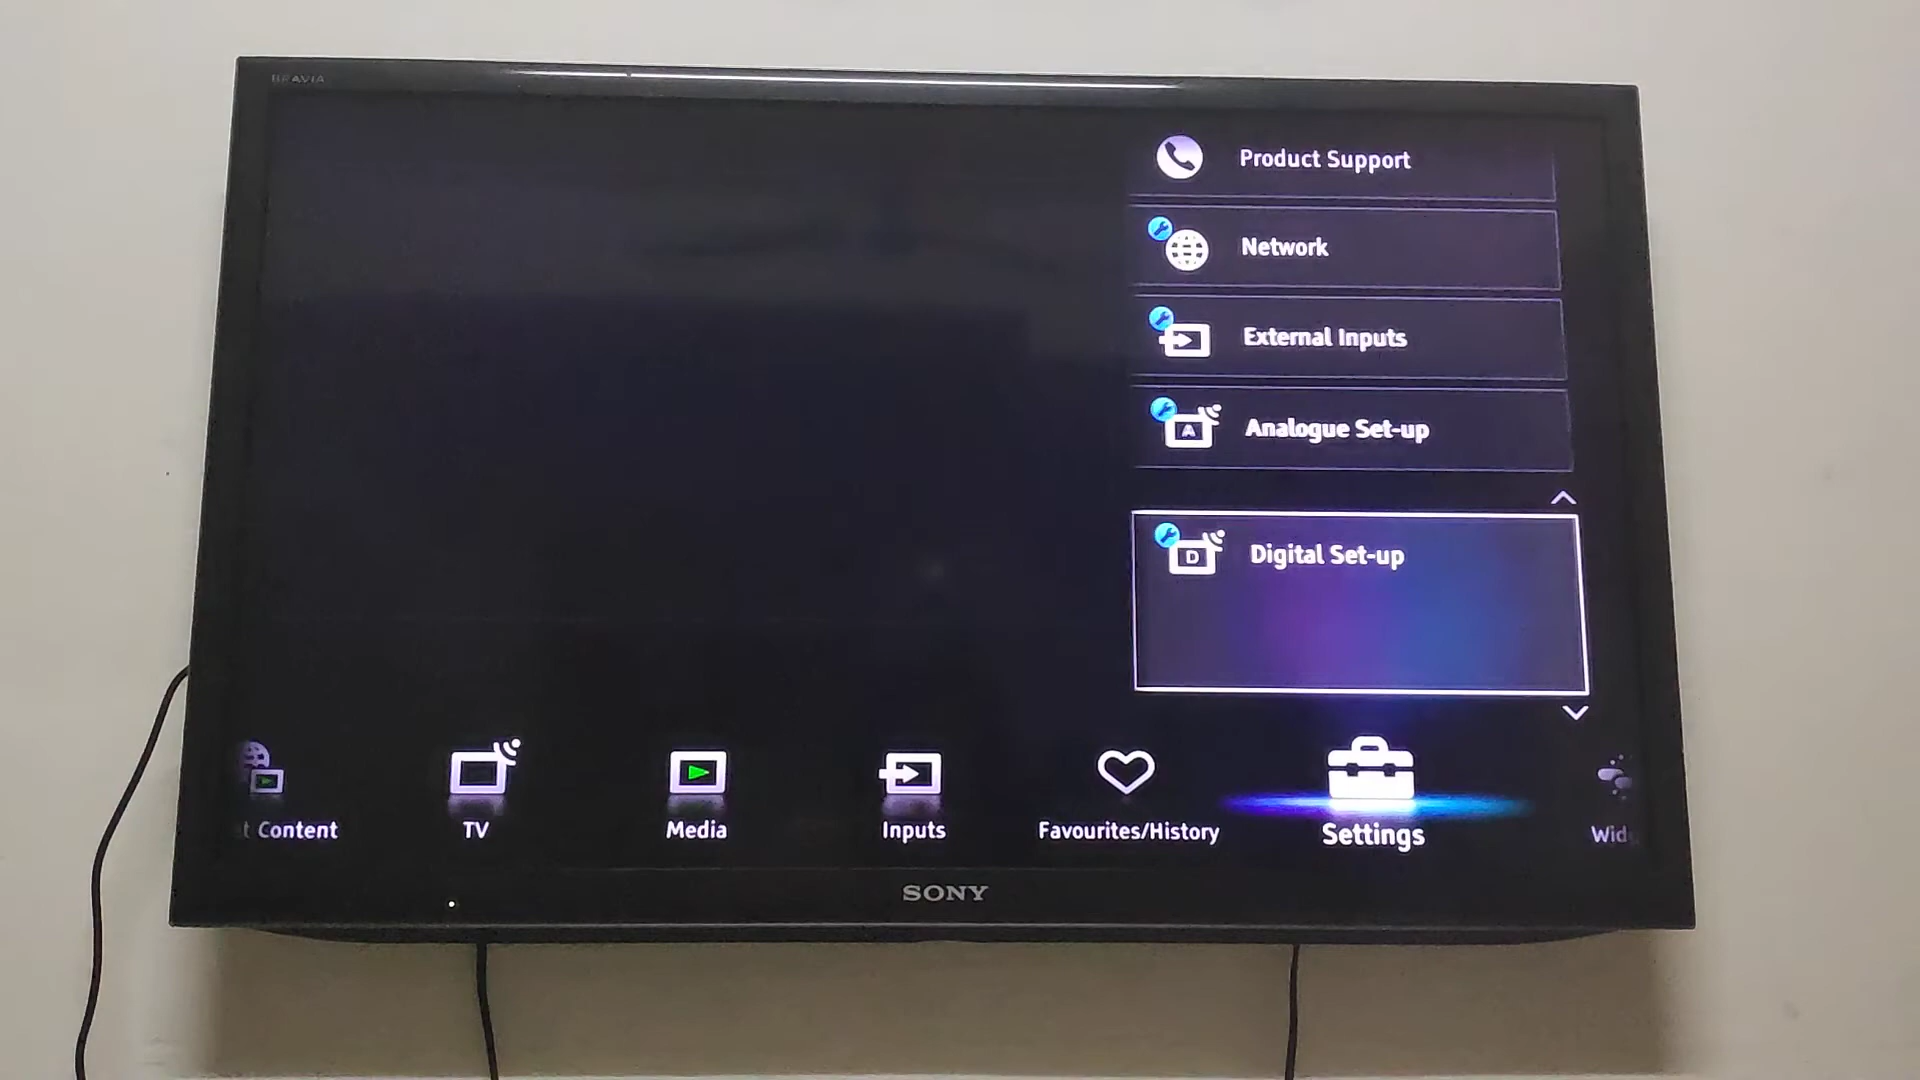 BRAVIA
Product Support
Network
External Inputs
A
Analogue Set-up
D
Digital Set-up
t Content
TV
Media
Inputs
Favourites/History
Settings
Wid
SONY